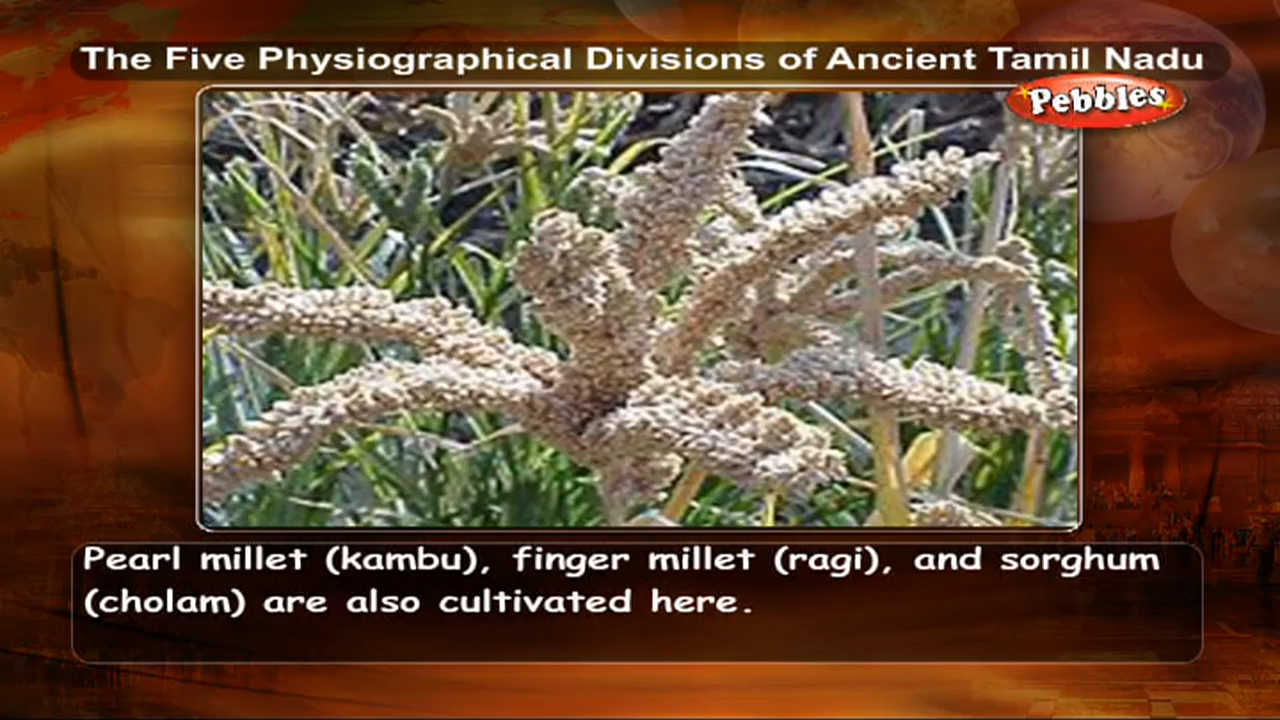 The Five Physiographical Divisions of Ancient Tamil Nadu
Pebbles
Pearl millet (kambu), finger millet (ragi), and sorghum
(cholam) are also cultivated here.